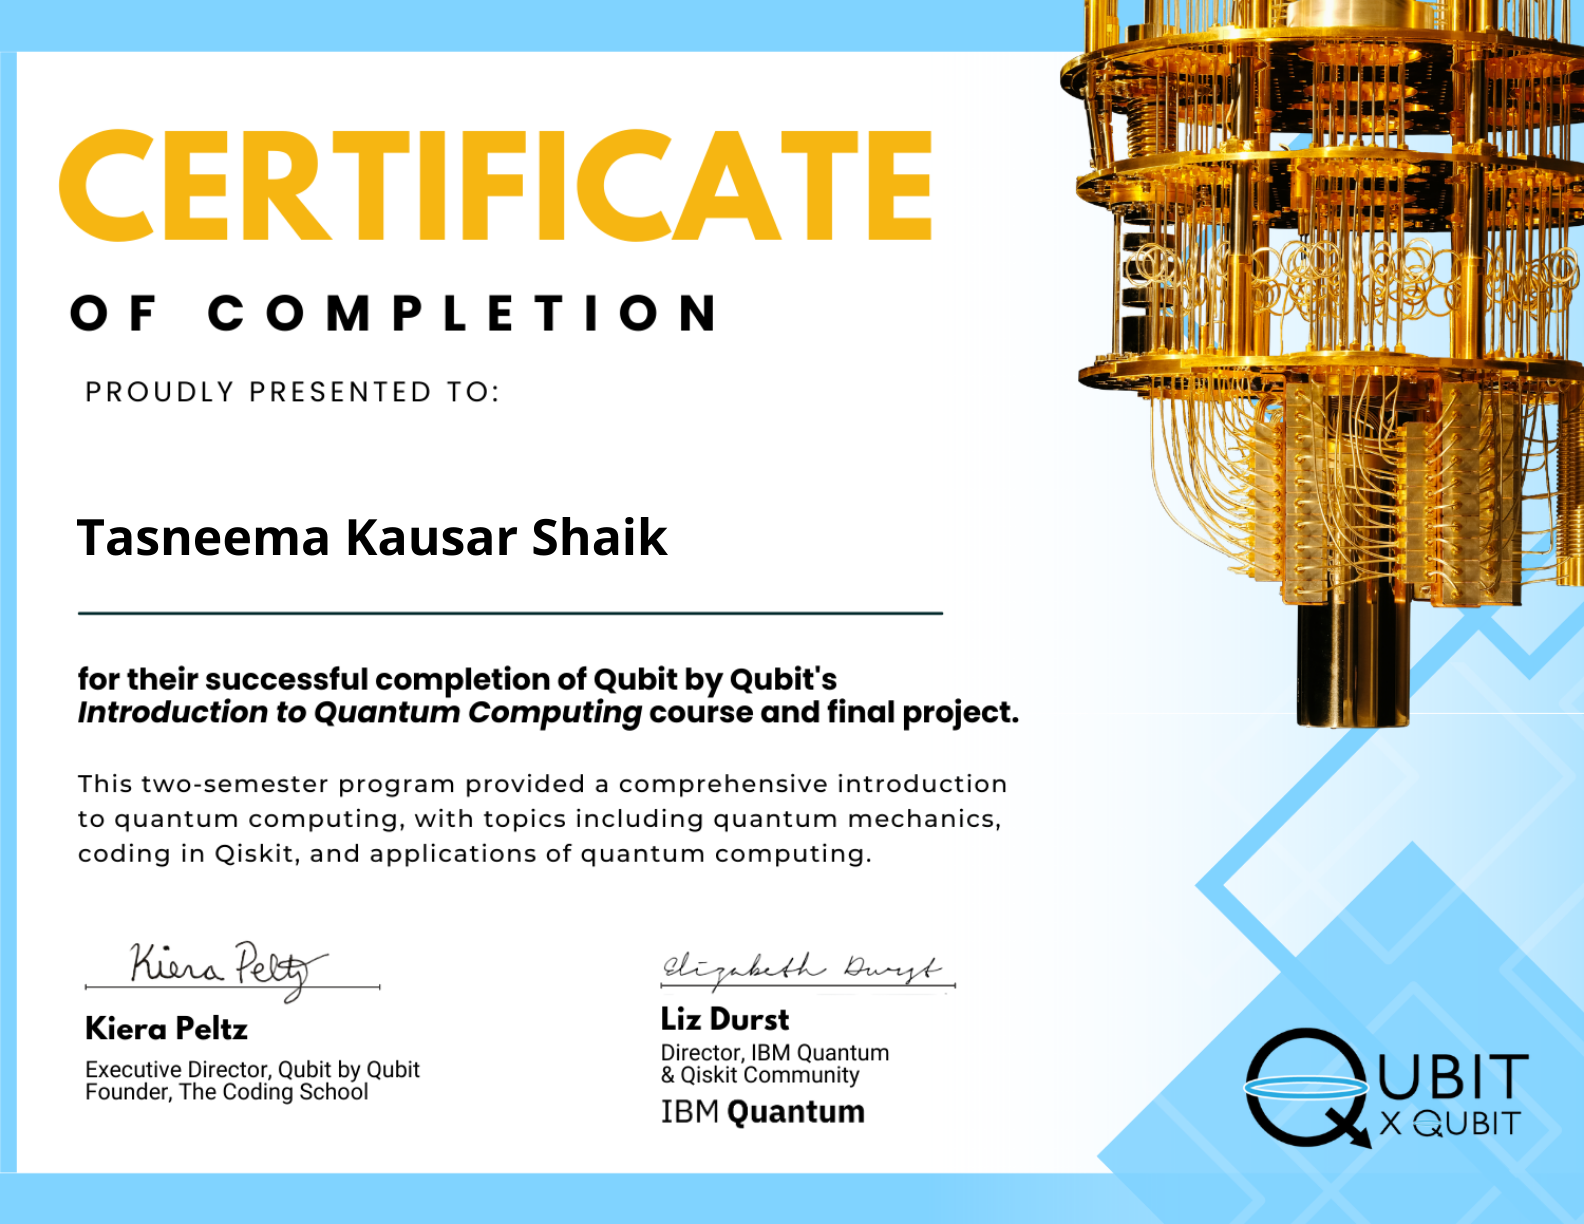 CERTIFICATE
OF COMPLETION
PROUDLY PRESENTED TO:
Tasneema Kausar Shaik
for their successful completion of Qubit by Qubit's
Introduction to Quantum Computing course and final project.
This two-semester program provided a comprehensive introduction
to quantum computing, with topics including quantum mechanics,
coding in Qiskit, and applications of quantum computing.
Kiera Peltz
Kiera Peltz
Executive Director, Qubit by Qubit
Founder, The Coding School
Elizabeth Durst
Liz Durst
Director, IBM Quantum
& Qiskit Community
IBM Quantum
QUBIT
X QUBIT